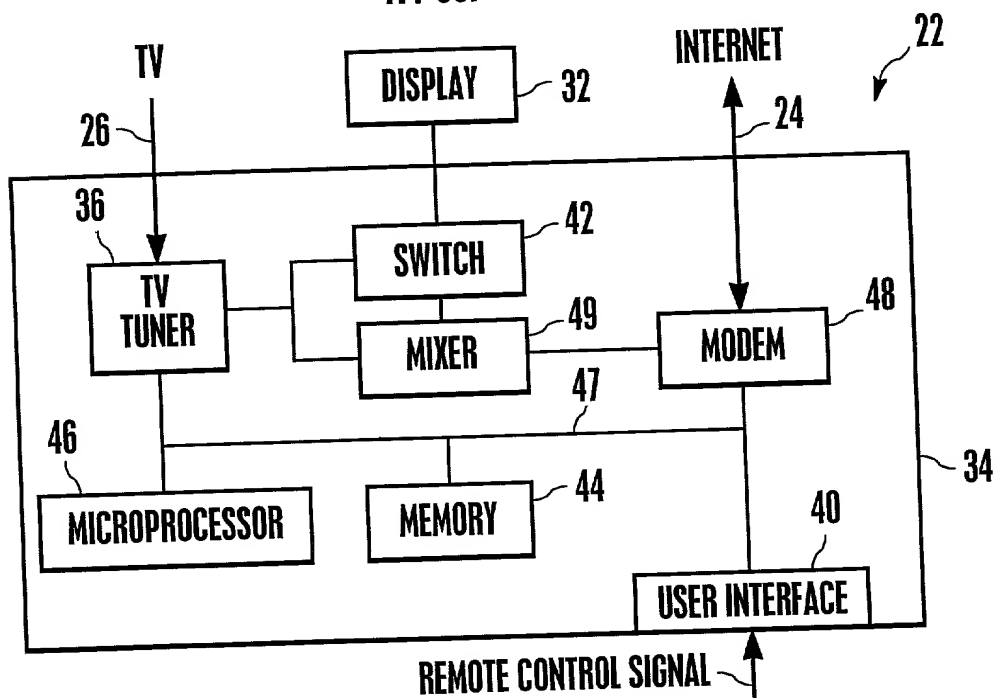 TV
INTERNET
22
DISPLAY
32
26
24
36
42
SWITCH
TV
TUNER
49
48
MIXER
MODEM
47
46
44
34
MICROPROCESSOR
MEMORY
40
USER INTERFACE
REMOTE CONTROL SIGNAL